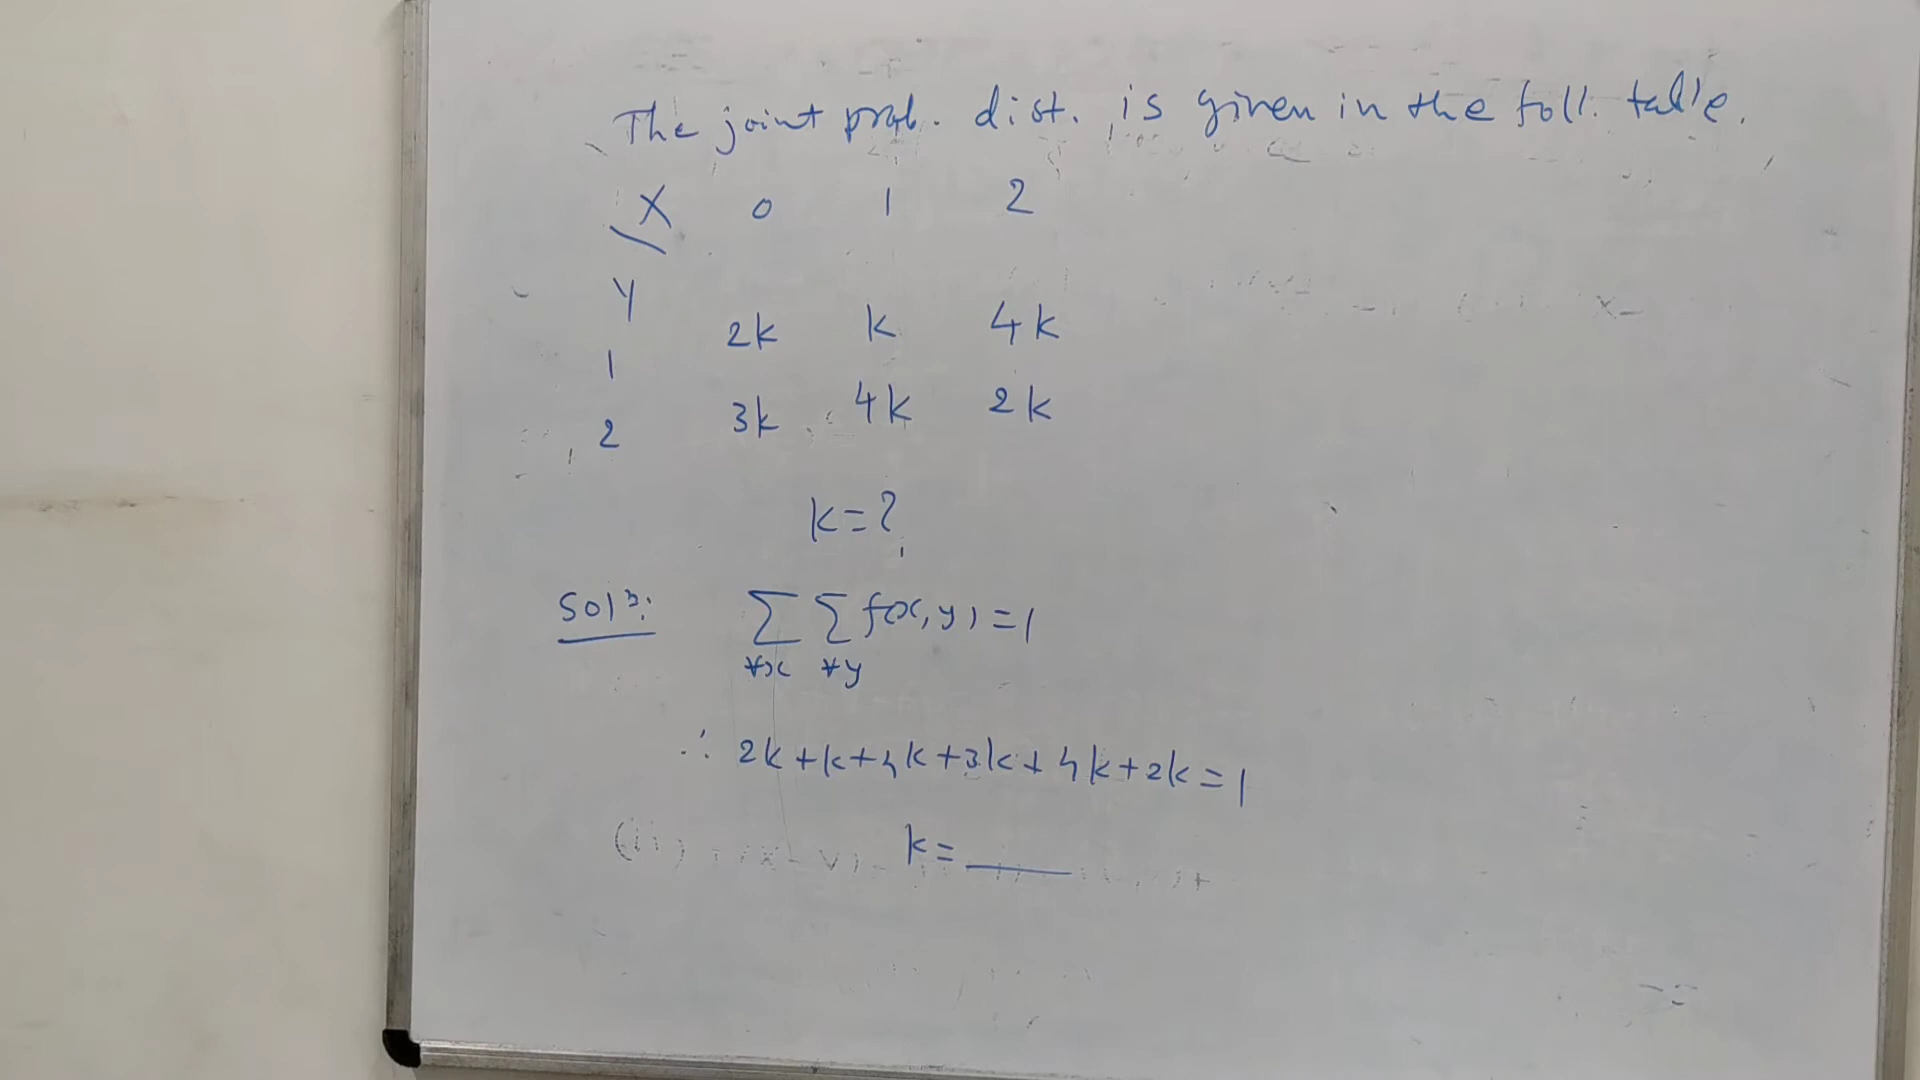 The joint prob. dist. is given in the foll. table.
X 0 1 2
Y
2k k 4k
1
3k 4k 2k
2
k=?
Solⁿ:
∑ ∑ f(x,y)=1
∀x ∀y
∴ 2k+k+4k+3k+4k+2k=1
k=____